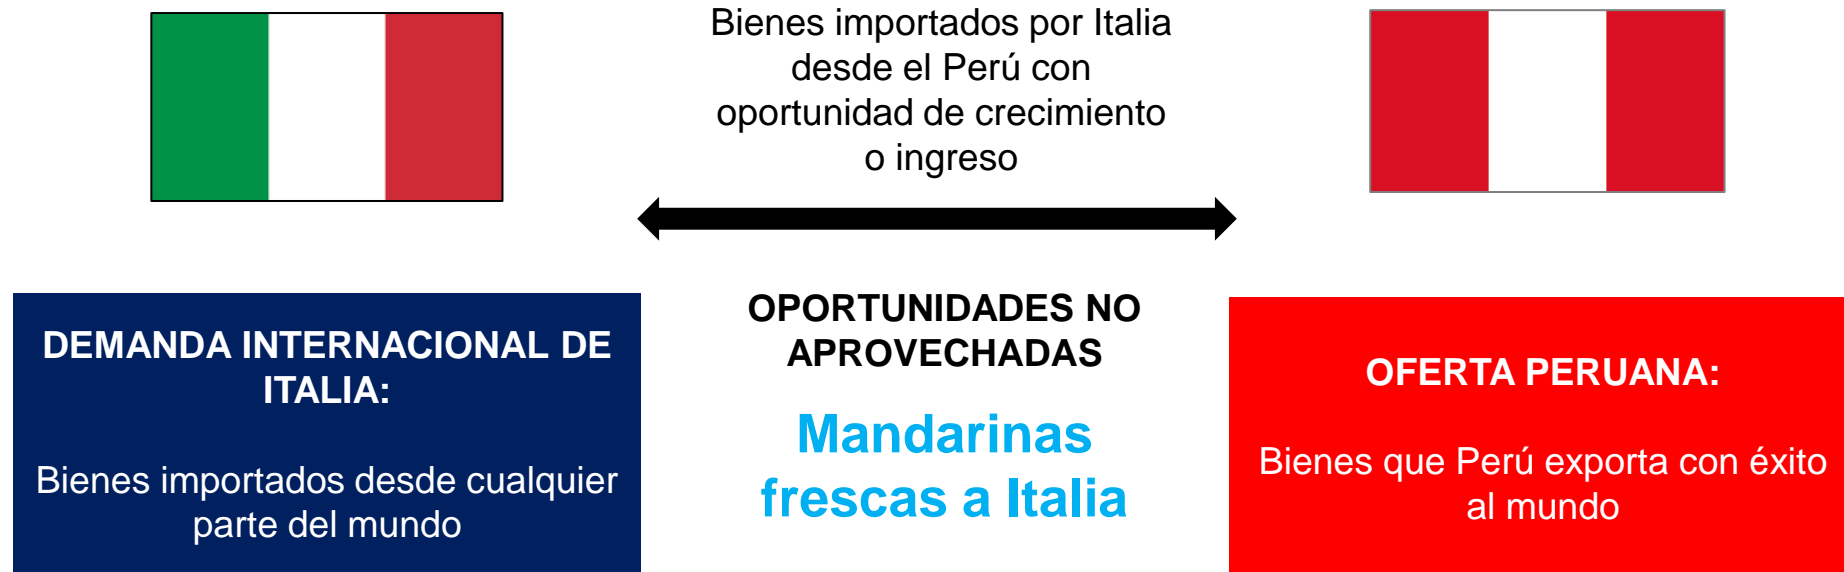 Bienes importados por Italia
desde el Perú con
oportunidad de crecimiento
o ingreso
DEMANDA INTERNACIONAL DE
ITALIA:
Bienes importados desde cualquier
parte del mundo
OPORTUNIDADES NO
APROVECHADAS
Mandarinas
frescas a Italia
OFERTA PERUANA:
Bienes que Perú exporta con éxito
al mundo